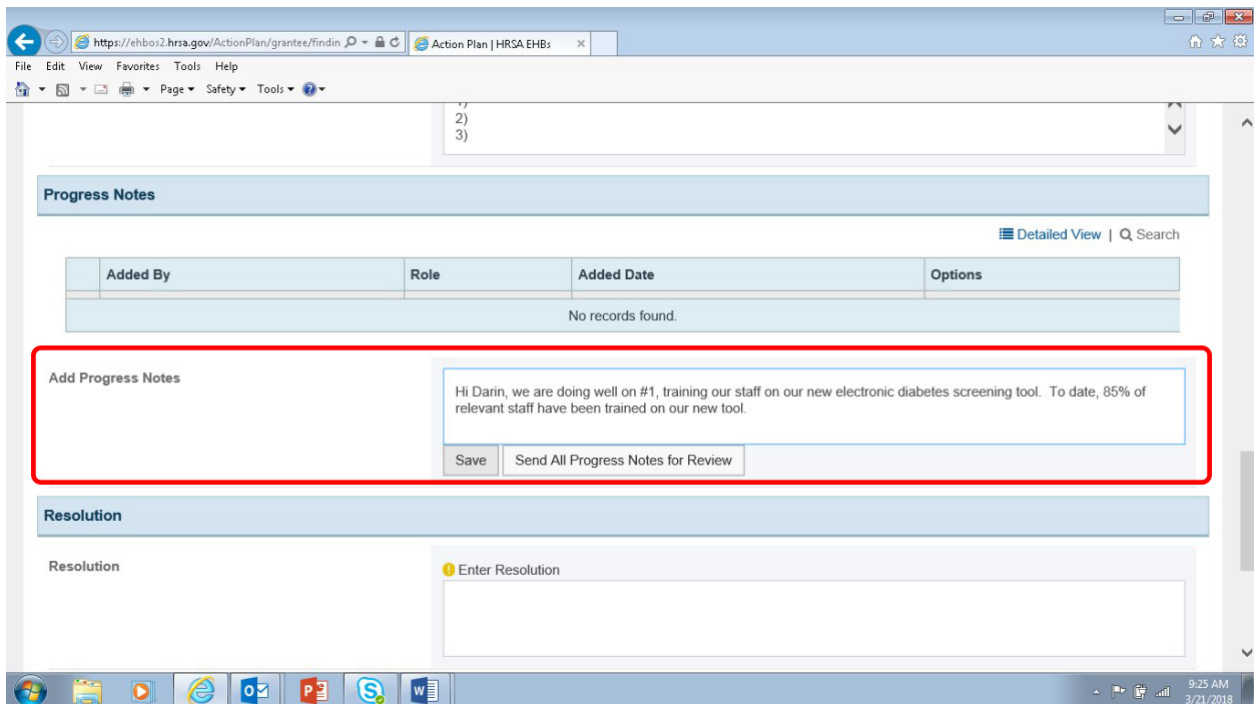 https://ehbos2.hrsa.gov/ActionPlan/grantee/findin
Action Plan | HRSA EHBs
File Edit View Favorites Tools Help
Page Safety Tools
2)
3)
Progress Notes
Detailed View | Search
Added By Role Added Date Options
No records found.
Add Progress Notes
Hi Darin, we are doing well on #1, training our staff on our new electronic diabetes screening tool. To date, 85% of
relevant staff have been trained on our new tool.
Save Send All Progress Notes for Review
Resolution
Resolution
Enter Resolution
9:25 AM
3/21/2018